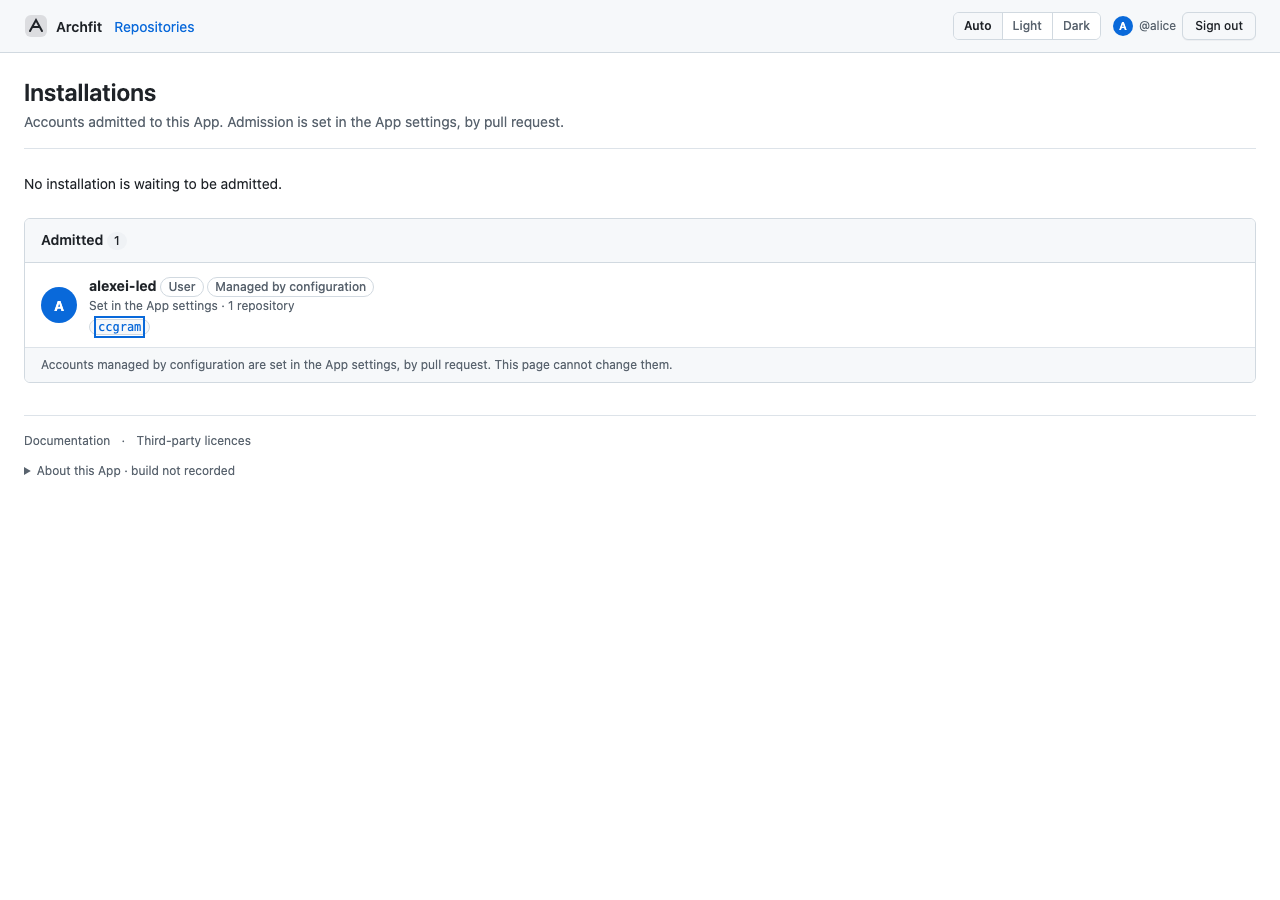 Archfit Repositories Auto Light Dark A @alice Sign out
Installations
Accounts admitted to this App. Admission is set in the App settings, by pull request.
No installation is waiting to be admitted.
Admitted 1
A
alexei-led User Managed by configuration
Set in the App settings · 1 repository
ccgram
Accounts managed by configuration are set in the App settings, by pull request. This page cannot change them.
Documentation · Third-party licences
About this App · build not recorded